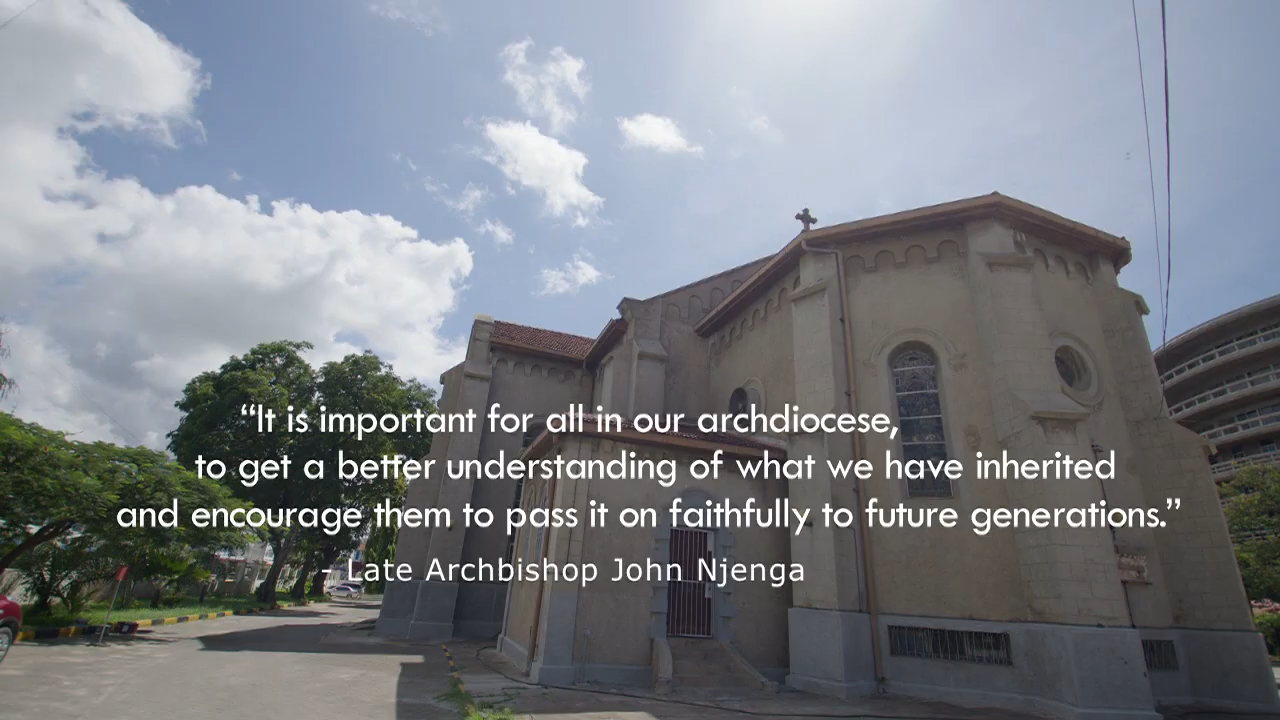 “It is important for all in our archdiocese,
to get a better understanding of what we have inherited
and encourage them to pass it on faithfully to future generations.”
- Late Archbishop John Njenga